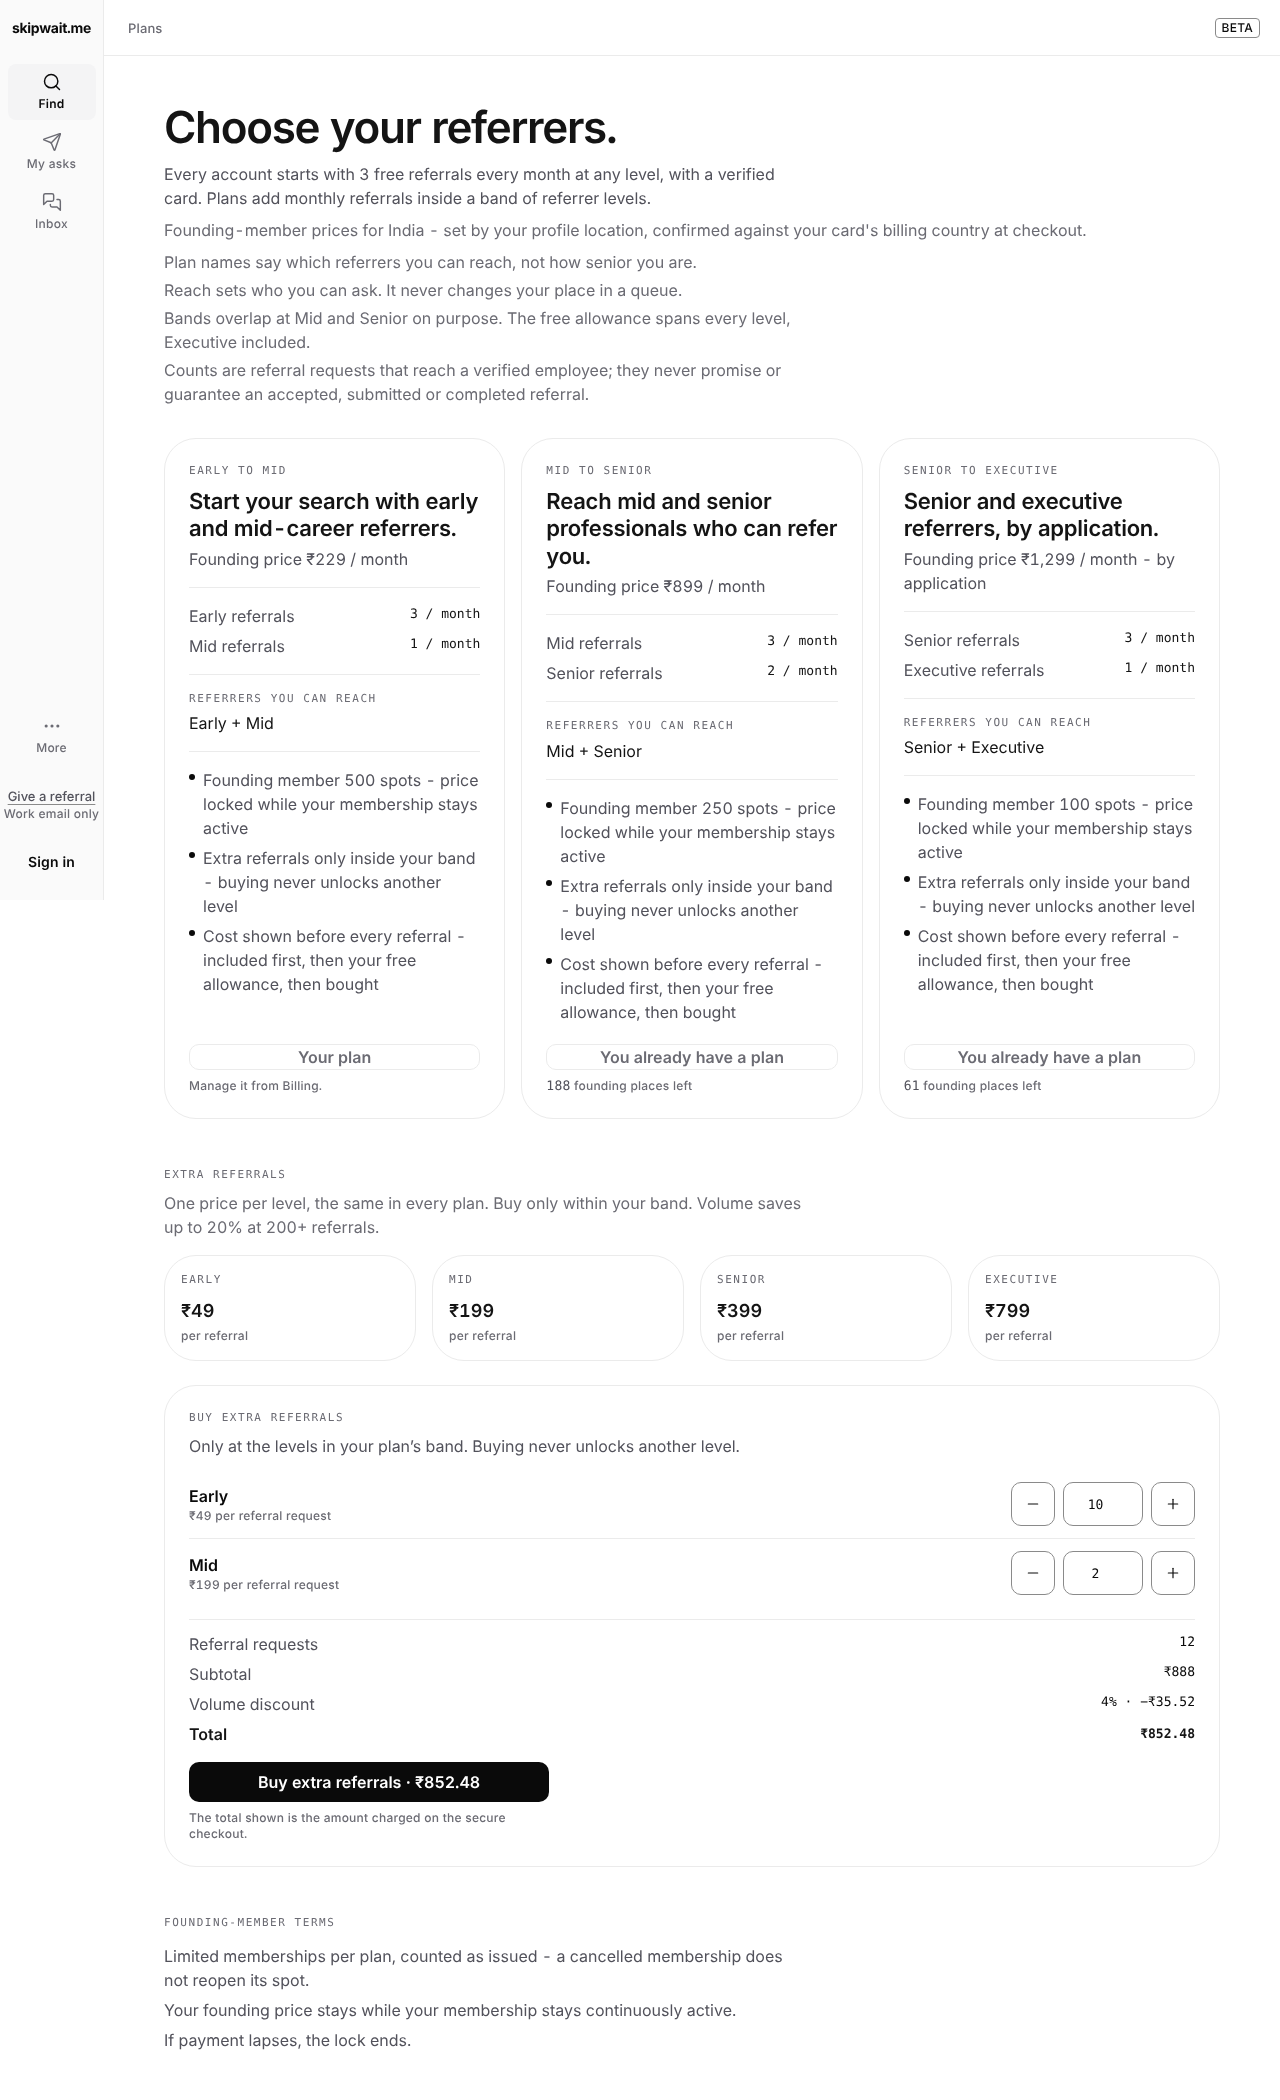 skipwait.me
Plans
BETA
Find
My asks
Inbox
More
Give a referral
Work email only
Sign in
Choose your referrers.
Every account starts with 3 free referrals every month at any level, with a verified
card. Plans add monthly referrals inside a band of referrer levels.
Founding-member prices for India - set by your profile location, confirmed against your card's billing country at checkout.
Plan names say which referrers you can reach, not how senior you are.
Reach sets who you can ask. It never changes your place in a queue.
Bands overlap at Mid and Senior on purpose. The free allowance spans every level,
Executive included.
Counts are referral requests that reach a verified employee; they never promise or
guarantee an accepted, submitted or completed referral.
EARLY TO MID
Start your search with early
and mid-career referrers.
Founding price ₹229 / month
Early referrals 3 / month
Mid referrals 1 / month
REFERRERS YOU CAN REACH
Early + Mid
Founding member 500 spots - price
locked while your membership stays
active
Extra referrals only inside your band
- buying never unlocks another
level
Cost shown before every referral -
included first, then your free
allowance, then bought
Your plan
Manage it from Billing.
MID TO SENIOR
Reach mid and senior
professionals who can refer
you.
Founding price ₹899 / month
Mid referrals 3 / month
Senior referrals 2 / month
REFERRERS YOU CAN REACH
Mid + Senior
Founding member 250 spots - price
locked while your membership stays
active
Extra referrals only inside your band
- buying never unlocks another
level
Cost shown before every referral -
included first, then your free
allowance, then bought
You already have a plan
188 founding places left
SENIOR TO EXECUTIVE
Senior and executive
referrers, by application.
Founding price ₹1,299 / month - by
application
Senior referrals 3 / month
Executive referrals 1 / month
REFERRERS YOU CAN REACH
Senior + Executive
Founding member 100 spots - price
locked while your membership stays
active
Extra referrals only inside your band
- buying never unlocks another level
Cost shown before every referral -
included first, then your free
allowance, then bought
You already have a plan
61 founding places left
EXTRA REFERRALS
One price per level, the same in every plan. Buy only within your band. Volume saves
up to 20% at 200+ referrals.
EARLY
₹49
per referral
MID
₹199
per referral
SENIOR
₹399
per referral
EXECUTIVE
₹799
per referral
BUY EXTRA REFERRALS
Only at the levels in your plan’s band. Buying never unlocks another level.
Early
₹49 per referral request
− 10 +
Mid
₹199 per referral request
− 2 +
Referral requests 12
Subtotal ₹888
Volume discount 4% · −₹35.52
Total ₹852.48
Buy extra referrals · ₹852.48
The total shown is the amount charged on the secure
checkout.
FOUNDING-MEMBER TERMS
Limited memberships per plan, counted as issued - a cancelled membership does
not reopen its spot.
Your founding price stays while your membership stays continuously active.
If payment lapses, the lock ends.